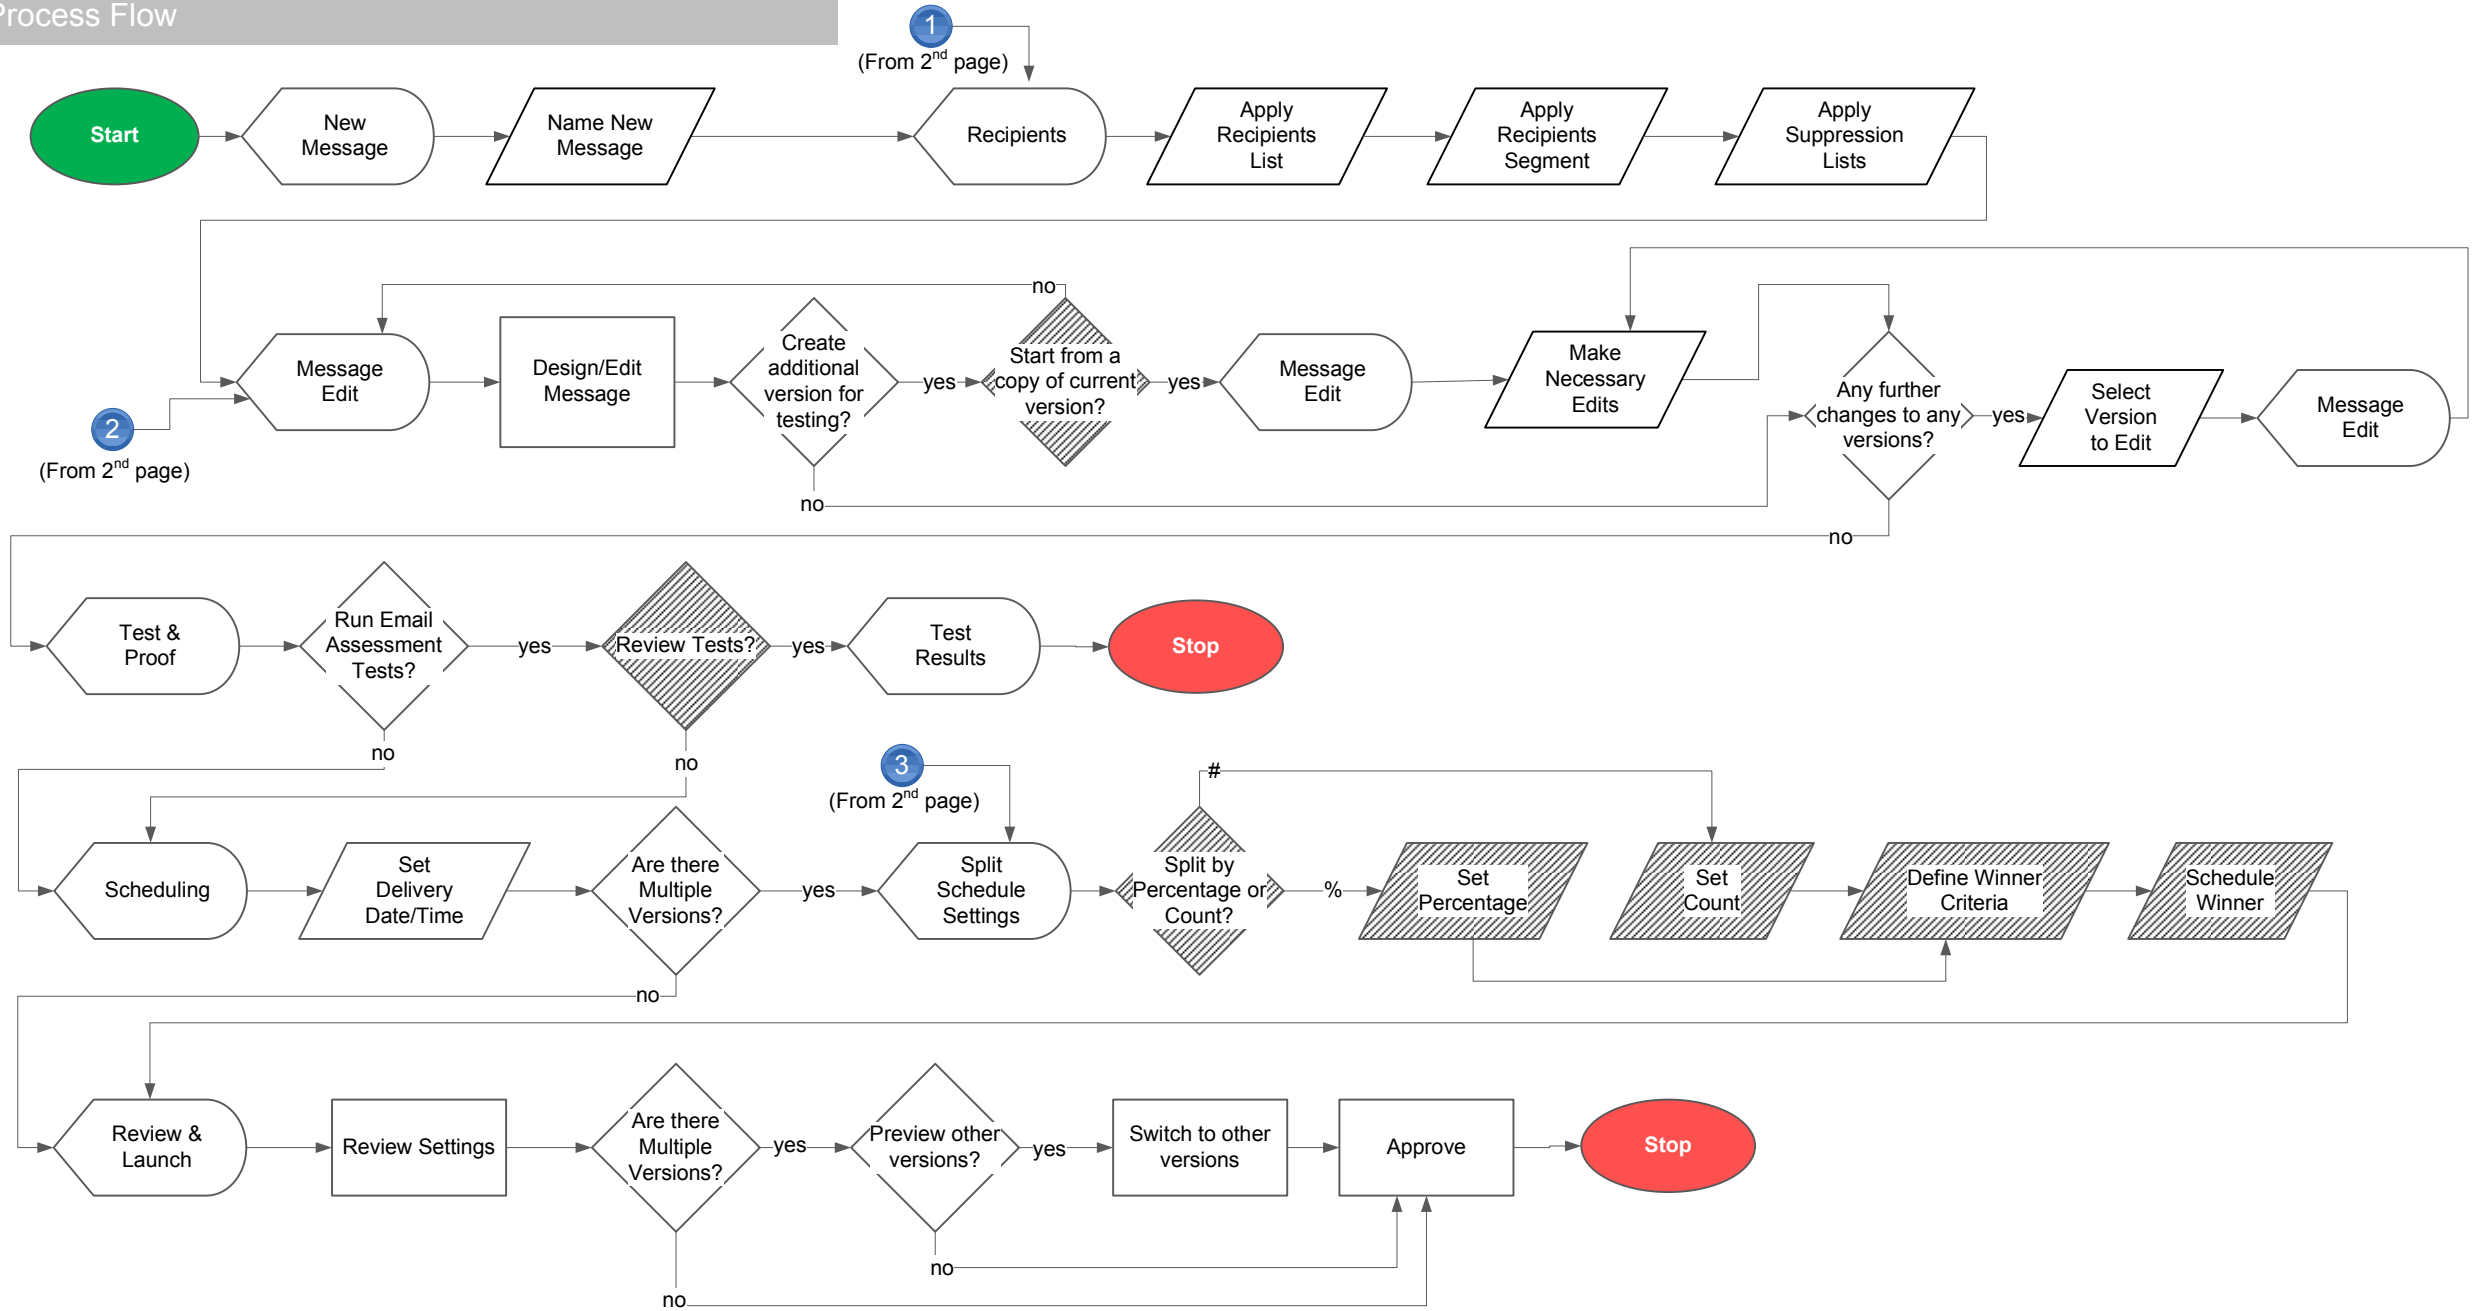 Process Flow
1
(From 2nd page)
Start
New
Message
Name New
Message
Recipients
Apply
Recipients
List
Apply
Recipients
Segment
Apply
Suppression
Lists
no
Message
Edit
Design/Edit
Message
Create
additional
version for
testing?
yes
Start from a
copy of current
version?
yes
Message
Edit
Make
Necessary
Edits
Any further
changes to any
versions?
yes
Select
Version
to Edit
Message
Edit
2
(From 2nd page)
no
no
Test &
Proof
Run Email
Assessment
Tests?
yes
Review Tests?
yes
Test
Results
Stop
no
no
3
(From 2nd page)
#
Scheduling
Set
Delivery
Date/Time
Are there
Multiple
Versions?
yes
Split
Schedule
Settings
Split by
Percentage or
Count?
%
Set
Percentage
Set
Count
Define Winner
Criteria
Schedule
Winner
no
Review &
Launch
Review Settings
Are there
Multiple
Versions?
yes
Preview other
versions?
yes
Switch to other
versions
Approve
Stop
no
no